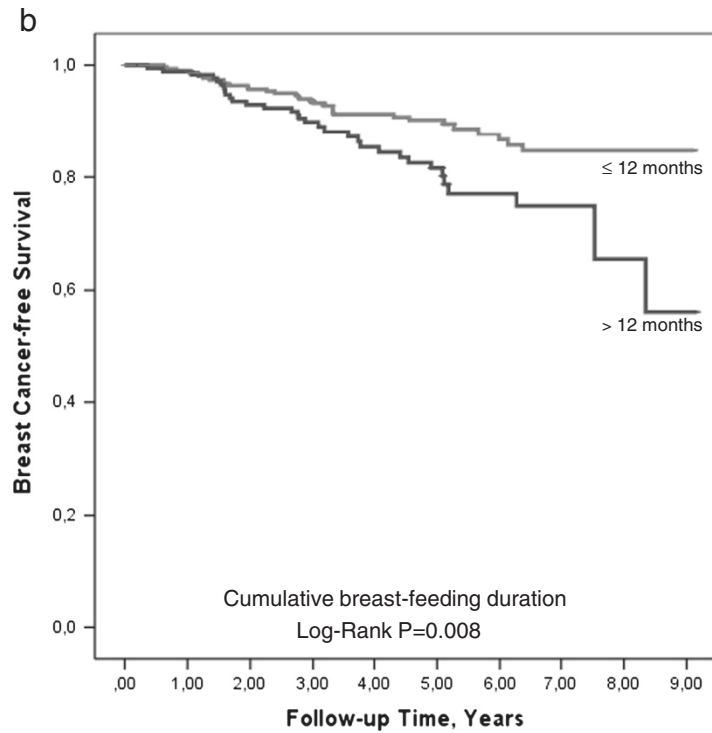 b
1,0
0,8
0,6
0,4
0,2
0,0
Breast Cancer-free Survival
≤ 12 months
> 12 months
Cumulative breast-feeding duration
Log-Rank P=0.008
,00 1,00 2,00 3,00 4,00 5,00 6,00 7,00 8,00 9,00
Follow-up Time, Years